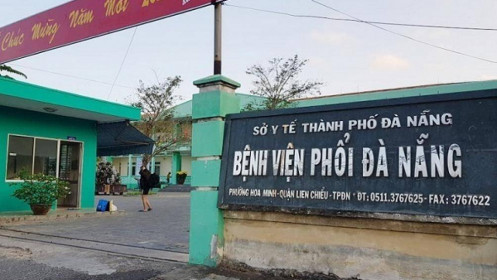 Chúc Mừng Năm Mới
SỞ Y TẾ THÀNH PHỐ ĐÀ NẴNG
BỆNH VIỆN PHỔI ĐÀ NẴNG
PHƯỜNG HOÀ MINH-QUẬN LIÊN CHIỂU-TPĐN * ĐT: 0511.3767625 - FAX: 3767622